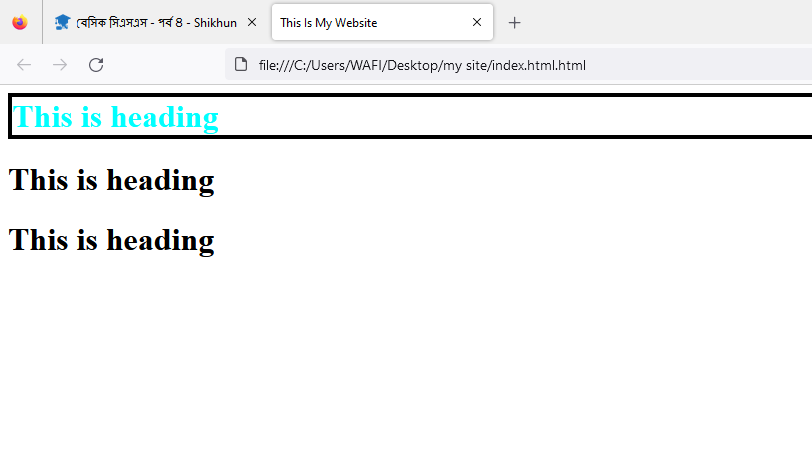 বেসিক সিএসএস - পর্ব ৪ - Shikhun
This Is My Website
file:///C:/Users/WAFI/Desktop/my site/index.html.html
This is heading
This is heading
This is heading